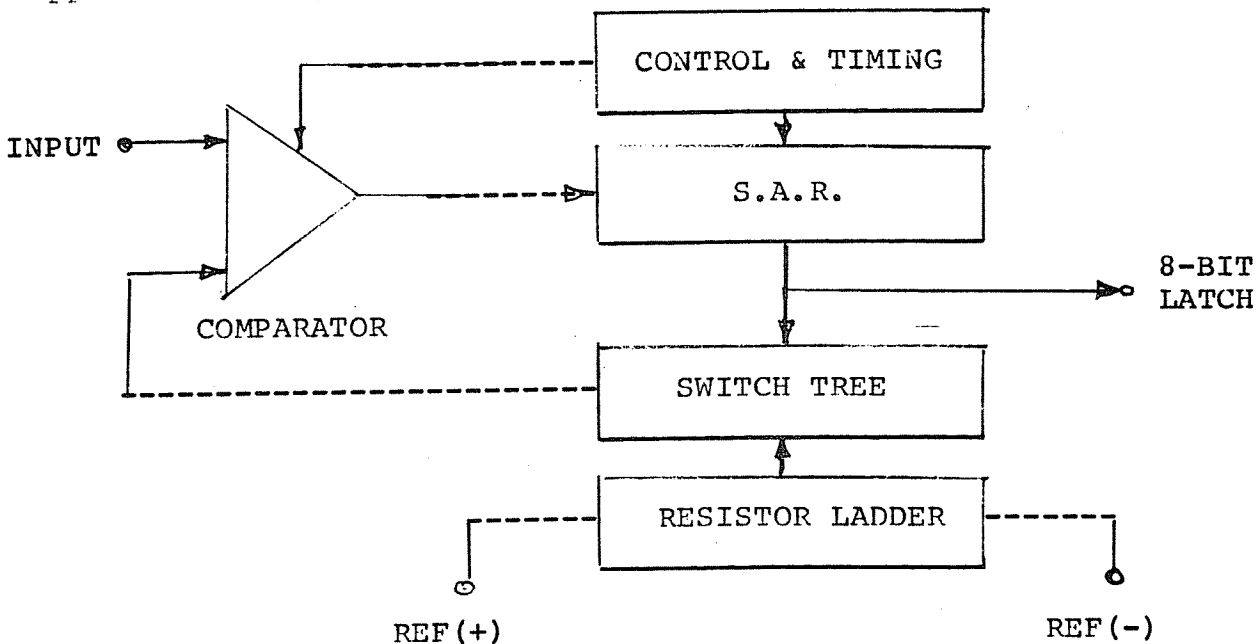 CONTROL & TIMING
INPUT
S.A.R.
8-BIT
LATCH
COMPARATOR
SWITCH TREE
RESISTOR LADDER
REF(+)
REF(-)